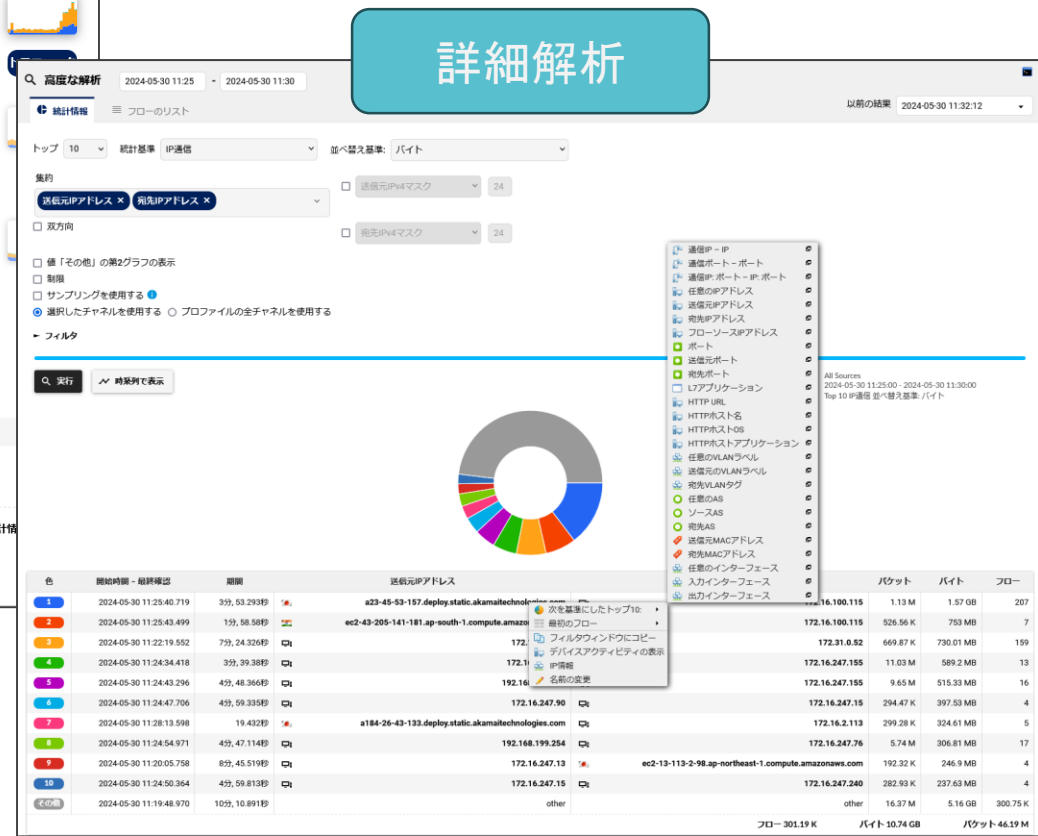 詳細解析
高度な解析 2024-05-30 11:25 - 2024-05-30 11:30
統計情報 フローのリスト
以前の結果 2024-05-30 11:32:12
トップ 10 統計基準 IP通信 並べ替え基準: バイト
集約
送信元IPアドレス × 宛先IPアドレス ×
送信元IPv4マスク 24
双方向
宛先IPv4マスク 24
値「その他」の第2グラフの表示
制限
サンプリングを使用する
選択したチャネルを使用する プロファイルの全チャネルを使用する
フィルタ
実行 時系列で表示
通信IP – IP
通信ポート – ポート
通信IP: ポート – IP: ポート
任意のIPアドレス
送信元IPアドレス
宛先IPアドレス
フローソースIPアドレス
ポート
送信元ポート
宛先ポート
L7アプリケーション
HTTP URL
HTTPホスト名
HTTPホストOS
HTTPホストアプリケーション
任意のVLANラベル
送信元のVLANラベル
宛先VLANタグ
任意のAS
ソースAS
宛先AS
送信元MACアドレス
宛先MACアドレス
任意のインターフェース
入力インターフェース
出力インターフェース
All Sources
2024-05-30 11:25:00 - 2024-05-30 11:30:00
Top 10 IP通信 並べ替え基準: バイト
色 開始時間 – 最終確認 期間 送信元IPアドレス パケット バイト フロー
1 2024-05-30 11:25:40.719 3分, 53.293秒 a23-45-53-157.deploy.static.akamaitechnologies.com 172.16.100.115 1.13 M 1.57 GB 207
2 2024-05-30 11:25:43.499 1分, 58.58秒 ec2-43-205-141-181.ap-south-1.compute.amazo 172.16.100.115 526.56 K 753 MB 7
3 2024-05-30 11:22:19.552 7分, 24.326秒 172. 172.31.0.52 669.87 K 730.01 MB 159
4 2024-05-30 11:24:34.418 3分, 39.38秒 172.1 172.16.247.155 11.03 M 589.2 MB 13
5 2024-05-30 11:24:43.296 4分, 48.366秒 192.16 172.16.247.155 9.65 M 515.33 MB 16
6 2024-05-30 11:24:47.706 4分, 59.335秒 172.16.247.90 172.16.247.15 294.47 K 397.53 MB 4
7 2024-05-30 11:28:13.598 19.432秒 a184-26-43-133.deploy.static.akamaitechnologies.com 172.16.2.113 299.28 K 324.61 MB 5
8 2024-05-30 11:24:54.971 4分, 47.114秒 192.168.199.254 172.16.247.76 5.74 M 306.81 MB 17
9 2024-05-30 11:20:05.758 8分, 45.519秒 172.16.247.13 ec2-13-113-2-98.ap-northeast-1.compute.amazonaws.com 192.32 K 246.9 MB 4
10 2024-05-30 11:24:50.364 4分, 59.813秒 172.16.247.15 172.16.247.240 282.93 K 237.63 MB 4
その他 2024-05-30 11:19:48.970 10分, 10.891秒 other other 16.37 M 5.16 GB 300.75 K
フロー 301.19 K バイト 10.74 GB パケット 46.19 M
次を基準にしたトップ10:
最初のフロー
フィルタウィンドウにコピー
デバイスアクティビティの表示
IP情報
名前の変更